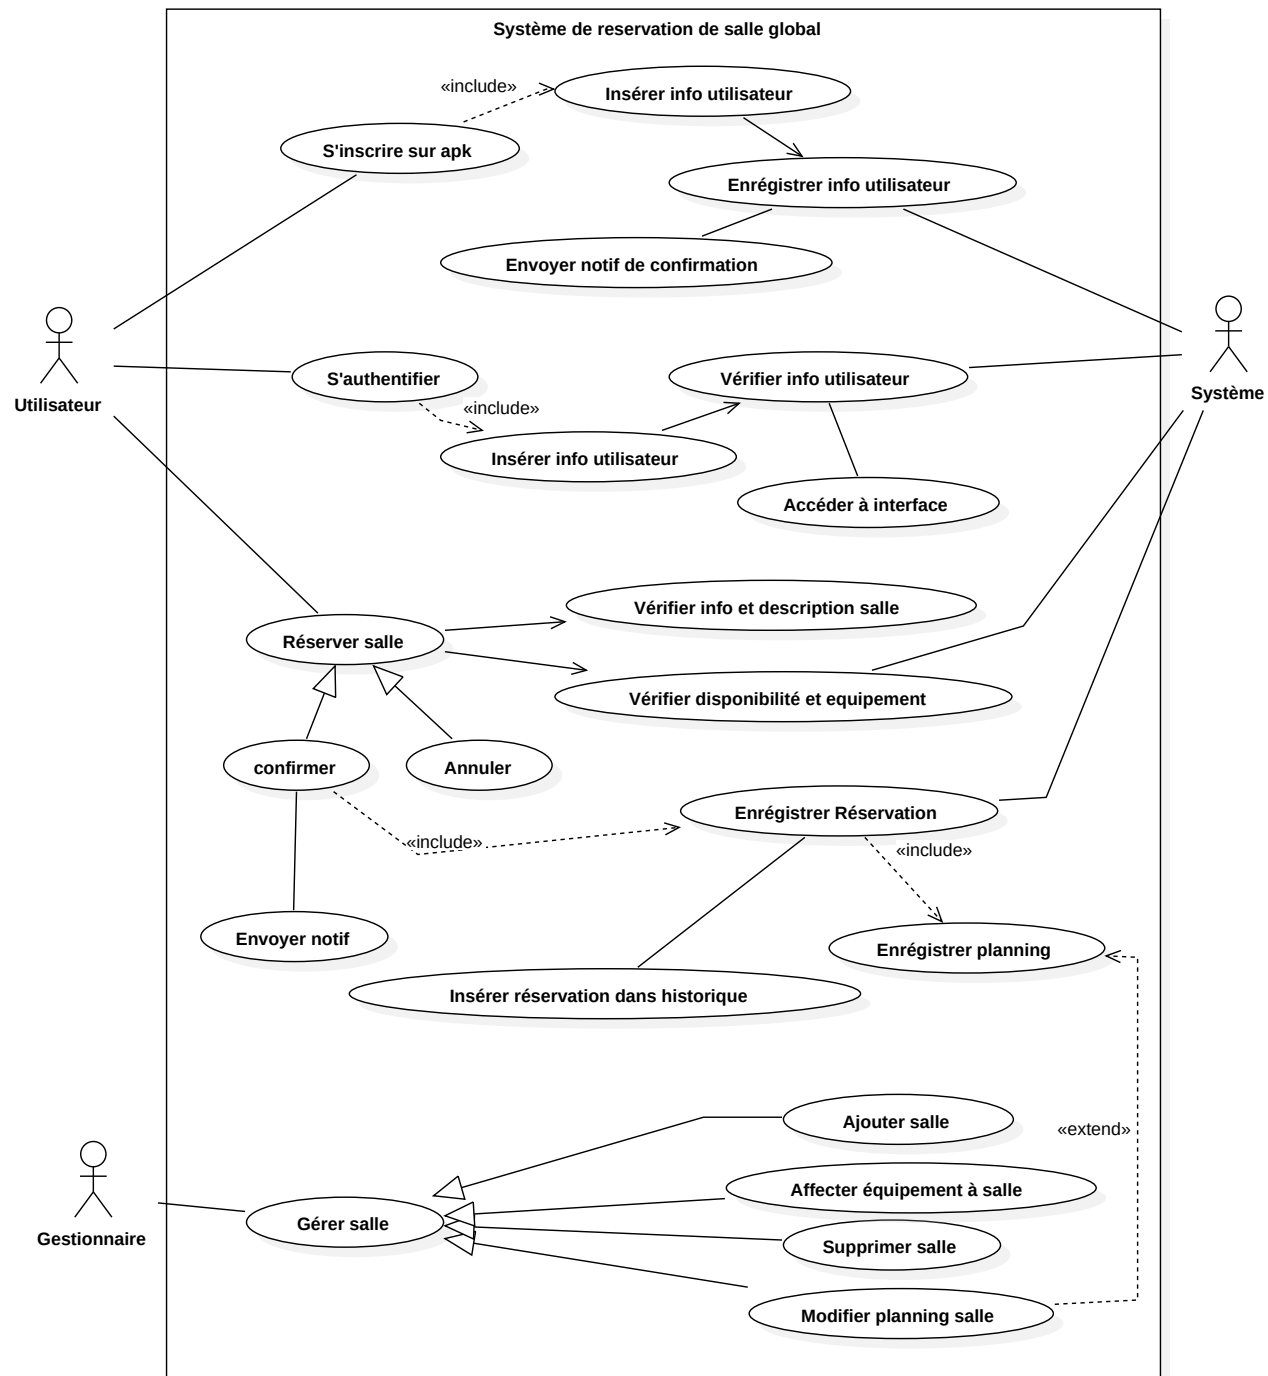 Système de reservation de salle global
«include»
Insérer info utilisateur
S'inscrire sur apk
Enrégistrer info utilisateur
Envoyer notif de confirmation
Utilisateur
Système
S'authentifier
Vérifier info utilisateur
«include»
Insérer info utilisateur
Accéder à interface
Vérifier info et description salle
Réserver salle
Vérifier disponibilité et equipement
confirmer
Annuler
Enrégistrer Réservation
«include»
«include»
Envoyer notif
Enrégistrer planning
Insérer réservation dans historique
Ajouter salle
«extend»
Affecter équipement à salle
Gérer salle
Gestionnaire
Supprimer salle
Modifier planning salle